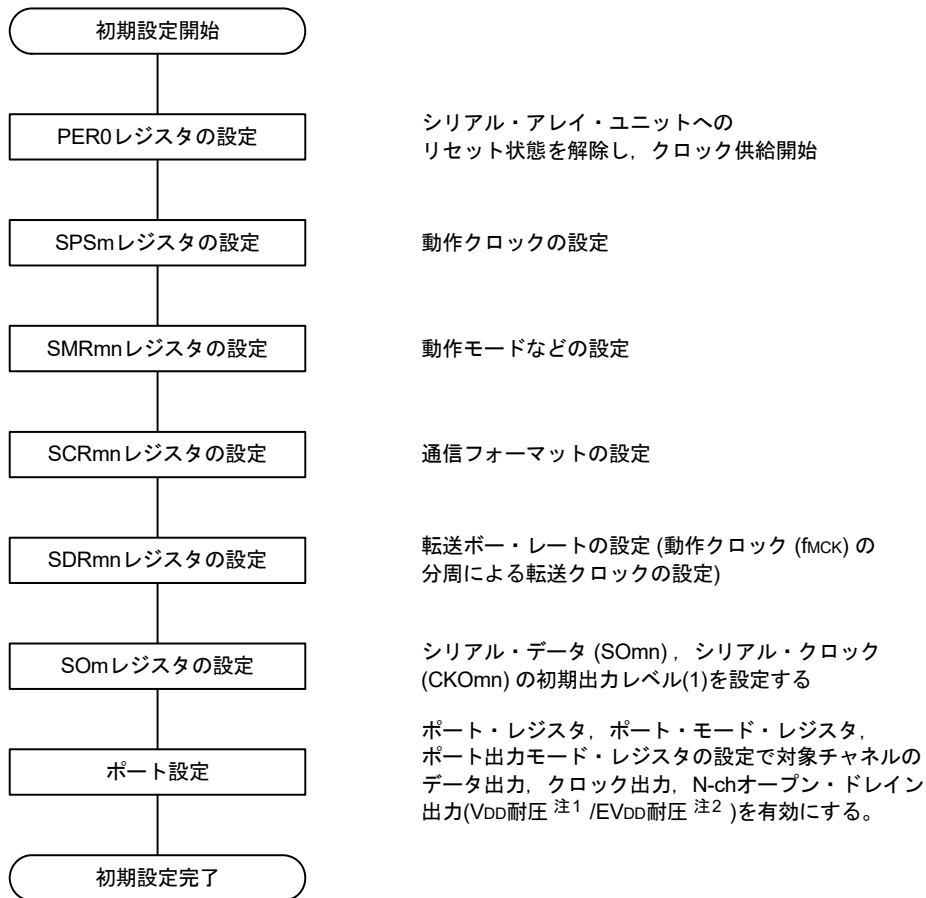 初期設定開始
PER0レジスタの設定
シリアル・アレイ・ユニットへの
リセット状態を解除し，クロック供給開始
SPSmレジスタの設定
動作クロックの設定
SMRmnレジスタの設定
動作モードなどの設定
SCRmnレジスタの設定
通信フォーマットの設定
SDRmnレジスタの設定
転送ボー・レートの設定 (動作クロック (fMCK) の
分周による転送クロックの設定)
SOmレジスタの設定
シリアル・データ (SOmn) ，シリアル・クロック
(CKOmn) の初期出力レベル(1)を設定する
ポート設定
ポート・レジスタ，ポート・モード・レジスタ，
ポート出力モード・レジスタの設定で対象チャネルの
データ出力，クロック出力，N-chオープン・ドレイン
出力(VDD耐圧 注1 /EVDD耐圧 注2 )を有効にする。
初期設定完了